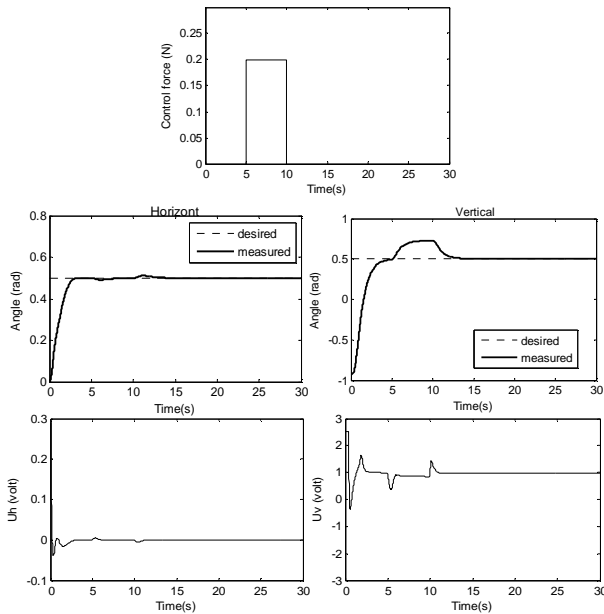 Control force (N)
0.25
0.2
0.15
0.1
0.05
0
0 5 10 15 20 25 30
Time(s)
Horizont
0.8
0.6
0.4
0.2
0
Angle (rad)
desired
measured
0 5 10 15 20 25 30
Time(s)
Vertical
1
0.5
0
-0.5
-1
Angle (rad)
desired
measured
0 5 10 15 20 25 30
Time(s)
0.3
0.2
0.1
0
-0.1
Uh (volt)
0 5 10 15 20 25 30
Time(s)
3
2
1
0
-1
-2
-3
Uv (volt)
0 5 10 15 20 25 30
Time(s)